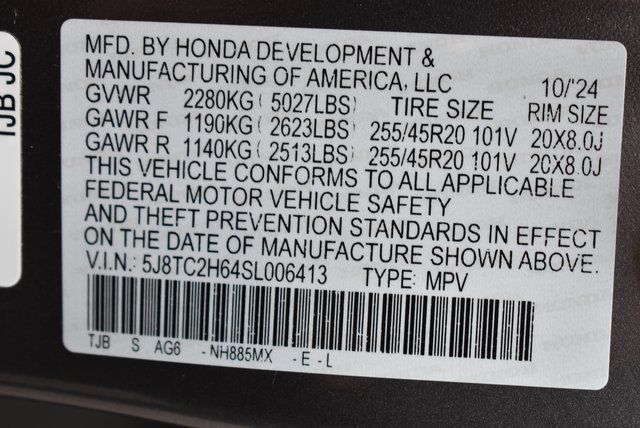 TJB JC
MFD. BY HONDA DEVELOPMENT &
MANUFACTURING OF AMERICA, LLC 10/'24
GVWR 2280KG( 5027LBS) TIRE SIZE RIM SIZE
GAWR F 1190KG( 2623LBS) 255/45R20 101V 20X8.0J
GAWR R 1140KG( 2513LBS) 255/45R20 101V 20X8.0J
THIS VEHICLE CONFORMS TO ALL APPLICABLE
FEDERAL MOTOR VEHICLE SAFETY
AND THEFT PREVENTION STANDARDS IN EFFECT
ON THE DATE OF MANUFACTURE SHOWN ABOVE.
V.I.N.: 5J8TC2H64SL006413 TYPE: MPV
TJB S AG6 -NH885MX -E-L